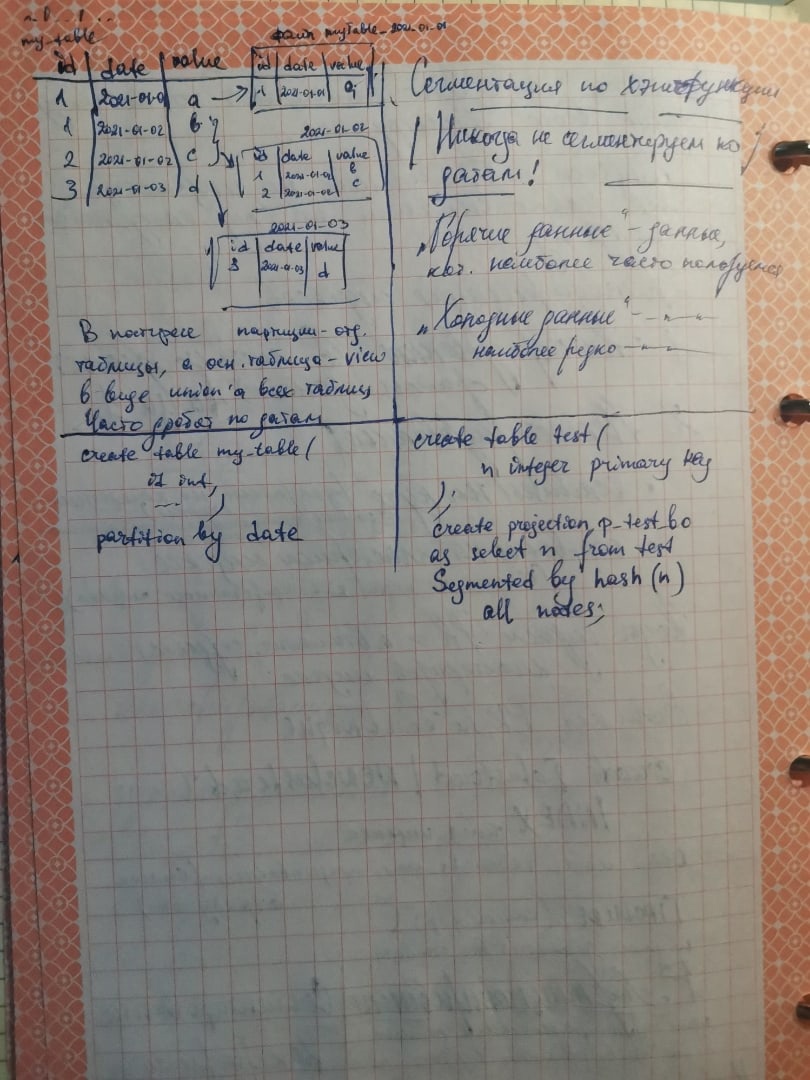 my_table
id date value
1 2021-01-01 a
1 2021-01-02 b
2 2021-01-02 c
3 2021-01-03 d
файл mytable_2021-01-01
id date value
1 2021-01-01 a
2021-01-02
id date value
1 2021-01-02 b
2 2021-01-02 c
2021-01-03
id date value
3 2021-01-03 d
В постгресе партиции-отд.
таблицы, а осн. таблица - view
в виде union'а всех таблиц
Часто дробят по датам
create table my_table(
id int,
...
)
partition by date
Сегментация по хэш функции
Никогда не сегментируем по
датам!
„Горячие данные“ - данные,
кот. наиболее часто пользуемся
„Холодные данные“ - — " —
наиболее редко — " —
create table test(
n integer primary key
);
create projection p_test_bo
as select n from test
Segmented by hash (n)
all nodes;